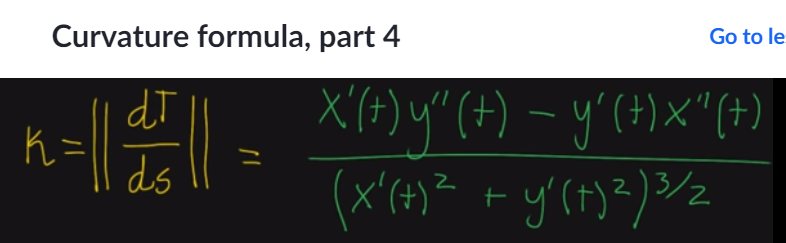 Curvature formula, part 4
Go to le
K = || dT/ds || = (x'(t) y''(t) - y'(t) x''(t)) / (x'(t)² + y'(t)²)^3/2